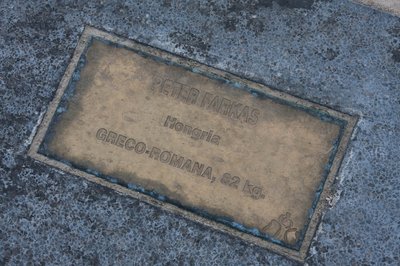 PETER FARKAS
Hongria
GRECO-ROMANA, 82 kg.